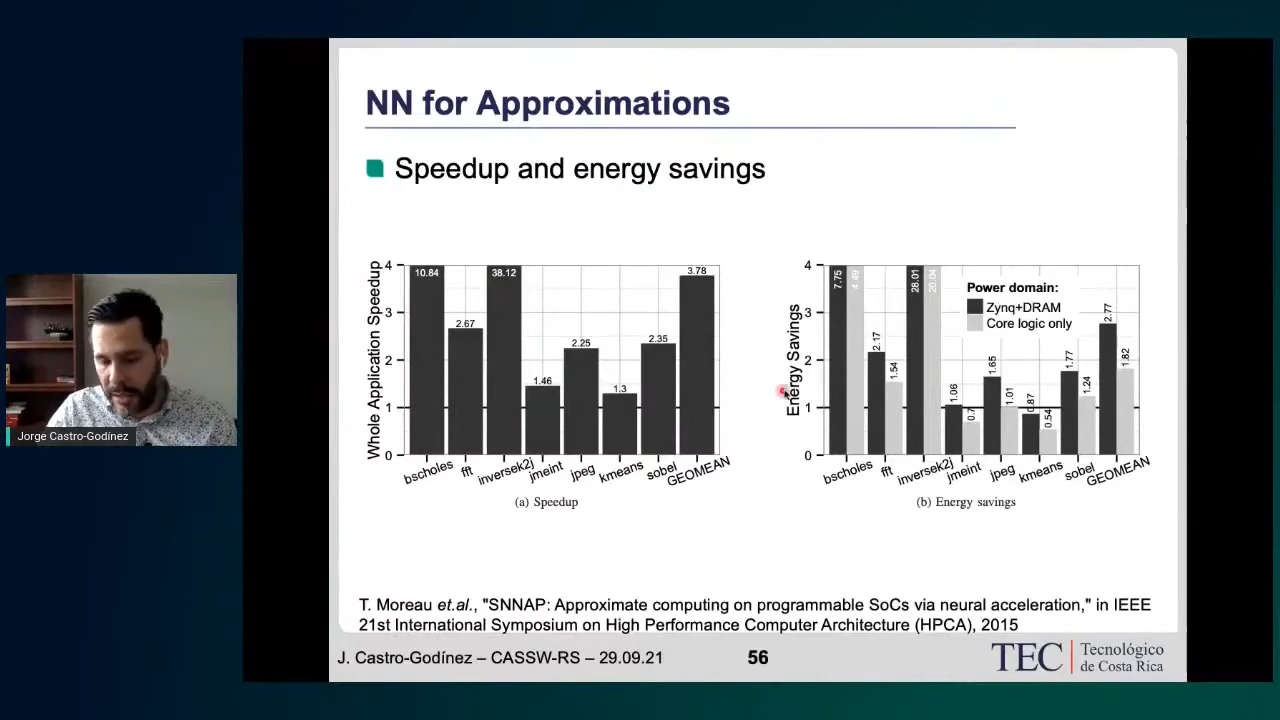 NN for Approximations
Speedup and energy savings
Whole Application Speedup
4
3
2
1
0
10.84
2.67
38.12
1.46
2.25
1.3
2.35
3.78
bscholes
fft
inversek2j
jmeint
jpeg
kmeans
sobel
GEOMEAN
(a) Speedup
Energy Savings
4
3
2
1
0
Power domain:
Zynq+DRAM
Core logic only
7.75
4.49
2.17
1.54
28.01
20.04
1.06
0.7
1.65
1.01
0.87
0.54
1.77
1.24
2.77
1.82
bscholes
fft
inversek2j
jmeint
jpeg
kmeans
sobel
GEOMEAN
(b) Energy savings
Jorge Castro-Godínez
T. Moreau et.al., "SNNAP: Approximate computing on programmable SoCs via neural acceleration," in IEEE
21st International Symposium on High Performance Computer Architecture (HPCA), 2015
J. Castro-Godínez – CASSW-RS – 29.09.21
56
TEC
Tecnológico
de Costa Rica